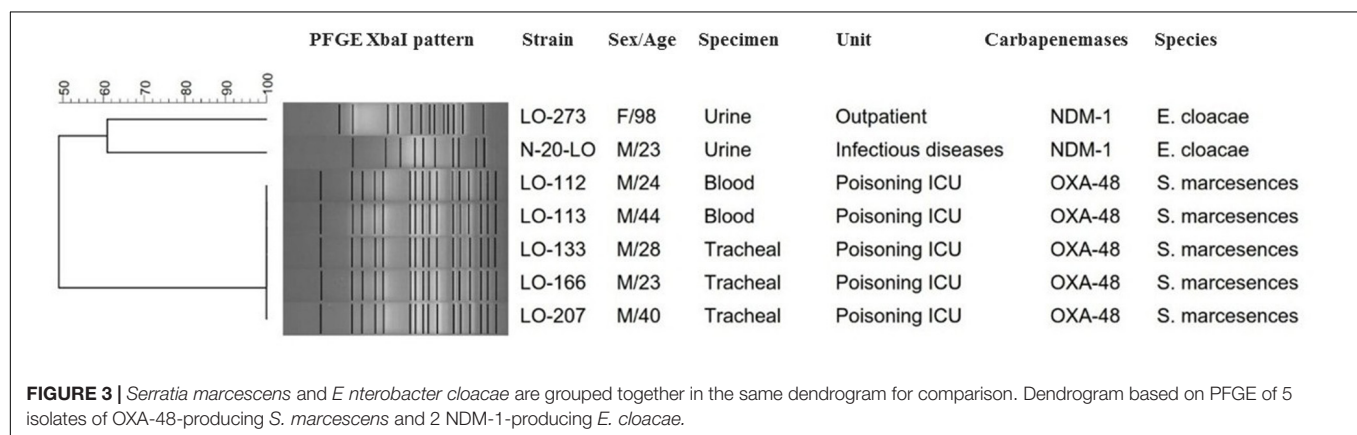 PFGE XbaI pattern Strain Sex/Age Specimen Unit Carbapenemases Species
50 60 70 80 90 100
LO-273 F/98 Urine Outpatient NDM-1 E. cloacae
N-20-LO M/23 Urine Infectious diseases NDM-1 E. cloacae
LO-112 M/24 Blood Poisoning ICU OXA-48 S. marcesences
LO-113 M/44 Blood Poisoning ICU OXA-48 S. marcesences
LO-133 M/28 Tracheal Poisoning ICU OXA-48 S. marcesences
LO-166 M/23 Tracheal Poisoning ICU OXA-48 S. marcesences
LO-207 M/40 Tracheal Poisoning ICU OXA-48 S. marcesences
FIGURE 3 | Serratia marcescens and E nterobacter cloacae are grouped together in the same dendrogram for comparison. Dendrogram based on PFGE of 5
isolates of OXA-48-producing S. marcescens and 2 NDM-1-producing E. cloacae.